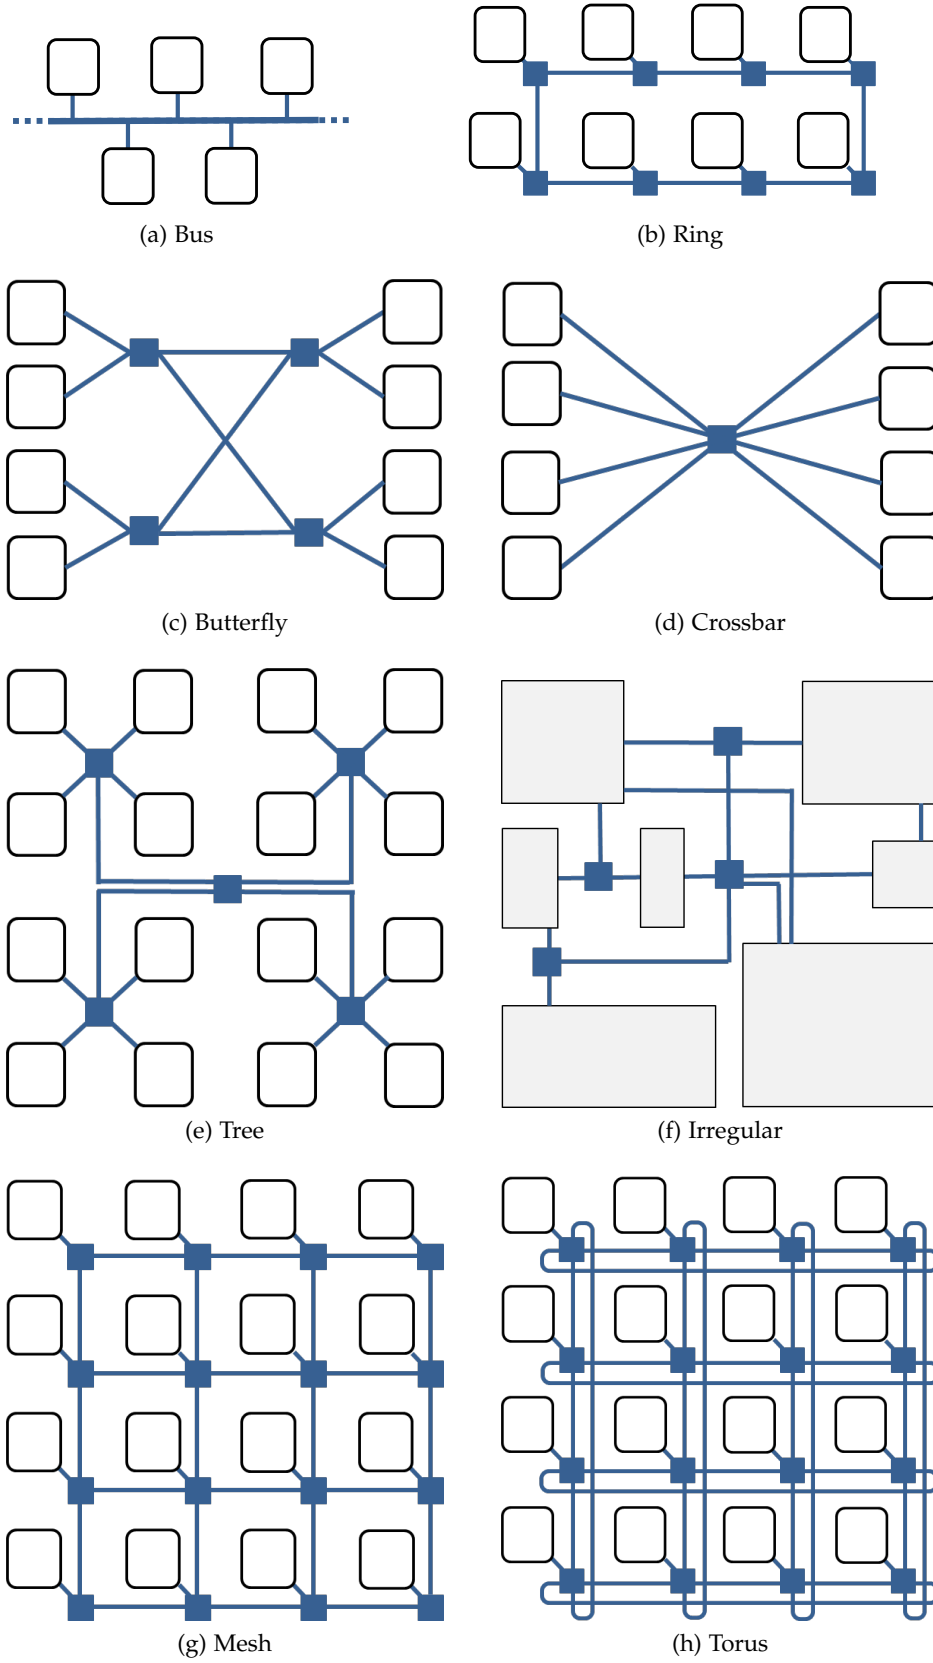 (a) Bus
(b) Ring
(c) Butterfly
(d) Crossbar
(e) Tree
(f) Irregular
(g) Mesh
(h) Torus